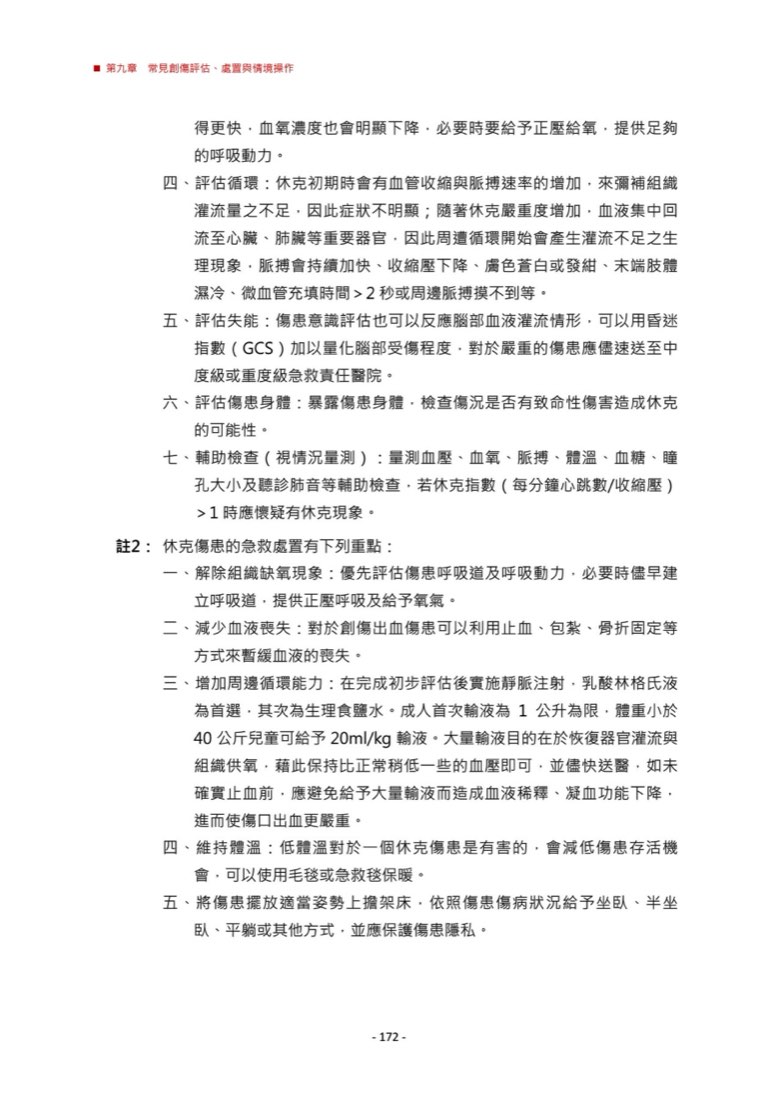 ■ 第九章 常見創傷評估、處置與情境操作
得更快，血氧濃度也會明顯下降，必要時要給予正壓給氧，提供足夠
的呼吸動力。
四、評估循環：休克初期時會有血管收縮與脈搏速率的增加，來彌補組織
灌流量之不足，因此症狀不明顯；隨著休克嚴重度增加，血液集中回
流至心臟、肺臟等重要器官，因此周遭循環開始會產生灌流不足之生
理現象，脈搏會持續加快、收縮壓下降、膚色蒼白或發紺、末端肢體
濕冷、微血管充填時間＞2 秒或周邊脈搏摸不到等。
五、評估失能：傷患意識評估也可以反應腦部血液灌流情形，可以用昏迷
指數（GCS）加以量化腦部受傷程度，對於嚴重的傷患應儘速送至中
度級或重度級急救責任醫院。
六、評估傷患身體：暴露傷患身體，檢查傷況是否有致命性傷害造成休克
的可能性。
七、輔助檢查（視情況量測）：量測血壓、血氧、脈搏、體溫、血糖、瞳
孔大小及聽診肺音等輔助檢查，若休克指數（每分鐘心跳數/收縮壓）
＞1 時應懷疑有休克現象。
註2： 休克傷患的急救處置有下列重點：
一、解除組織缺氧現象：優先評估傷患呼吸道及呼吸動力，必要時儘早建
立呼吸道，提供正壓呼吸及給予氧氣。
二、減少血液喪失：對於創傷出血傷患可以利用止血、包紮、骨折固定等
方式來暫緩血液的喪失。
三、增加周邊循環能力：在完成初步評估後實施靜脈注射，乳酸林格氏液
為首選，其次為生理食鹽水。成人首次輸液為 1 公升為限，體重小於
40 公斤兒童可給予 20ml/kg 輸液。大量輸液目的在於恢復器官灌流與
組織供氧，藉此保持比正常稍低一些的血壓即可，並儘快送醫，如未
確實止血前，應避免給予大量輸液而造成血液稀釋、凝血功能下降，
進而使傷口出血更嚴重。
四、維持體溫：低體溫對於一個休克傷患是有害的，會減低傷患存活機
會，可以使用毛毯或急救毯保暖。
五、將傷患擺放適當姿勢上擔架床，依照傷患傷病狀況給予坐臥、半坐
臥、平躺或其他方式，並應保護傷患隱私。
- 172 -